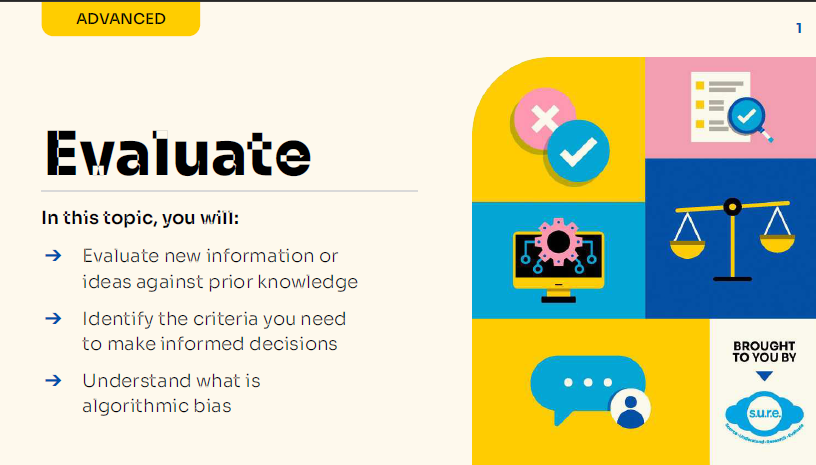 ADVANCED
1
Evaluate
In this topic, you will:
→ Evaluate new information or
ideas against prior knowledge
→ Identify the criteria you need
to make informed decisions
→ Understand what is
algorithmic bias
BROUGHT
TO YOU BY
s.u.r.e.
Source · Understand · Research · Evaluate